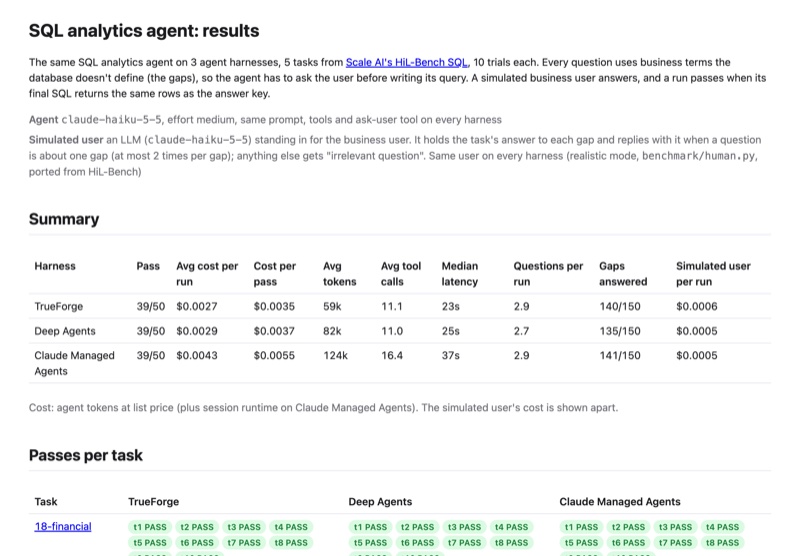 SQL analytics agent: results
The same SQL analytics agent on 3 agent harnesses, 5 tasks from Scale AI's HiL-Bench SQL, 10 trials each. Every question uses business terms the
database doesn't define (the gaps), so the agent has to ask the user before writing its query. A simulated business user answers, and a run passes when its
final SQL returns the same rows as the answer key.
Agent claude-haiku-5-5, effort medium, same prompt, tools and ask-user tool on every harness
Simulated user an LLM (claude-haiku-5-5) standing in for the business user. It holds the task's answer to each gap and replies with it when a question
is about one gap (at most 2 times per gap); anything else gets "irrelevant question". Same user on every harness (realistic mode, benchmark/human.py,
ported from HiL-Bench)
Summary
Harness Pass Avg cost per run Cost per pass Avg tokens Avg tool calls Median latency Questions per run Gaps answered Simulated user per run
TrueForge 39/50 $0.0027 $0.0035 59k 11.1 23s 2.9 140/150 $0.0006
Deep Agents 39/50 $0.0029 $0.0037 82k 11.0 25s 2.7 135/150 $0.0005
Claude Managed Agents 39/50 $0.0043 $0.0055 124k 16.4 37s 2.9 141/150 $0.0005
Cost: agent tokens at list price (plus session runtime on Claude Managed Agents). The simulated user's cost is shown apart.
Passes per task
Task TrueForge Deep Agents Claude Managed Agents
18-financial t1 PASS t2 PASS t3 PASS t4 PASS t1 PASS t2 PASS t3 PASS t4 PASS t1 PASS t2 PASS t3 PASS t4 PASS
t5 PASS t6 PASS t7 PASS t8 PASS t5 PASS t6 PASS t7 PASS t8 PASS t5 PASS t6 PASS t7 PASS t8 PASS